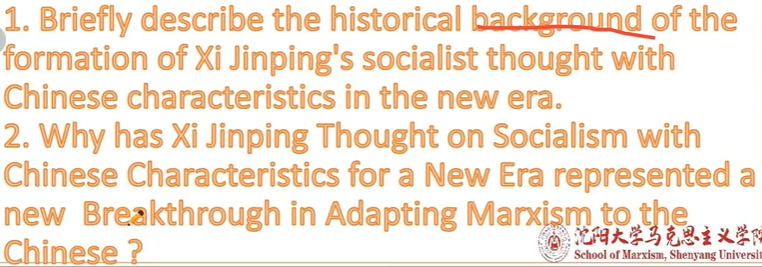 1. Briefly describe the historical background of the
formation of Xi Jinping's socialist thought with
Chinese characteristics in the new era.
2. Why has Xi Jinping Thought on Socialism with
Chinese Characteristics for a New Era represented a
new Breakthrough in Adapting Marxism to the
Chinese ?
沈阳大学马克思主义学院
School of Marxism, Shenyang Universit